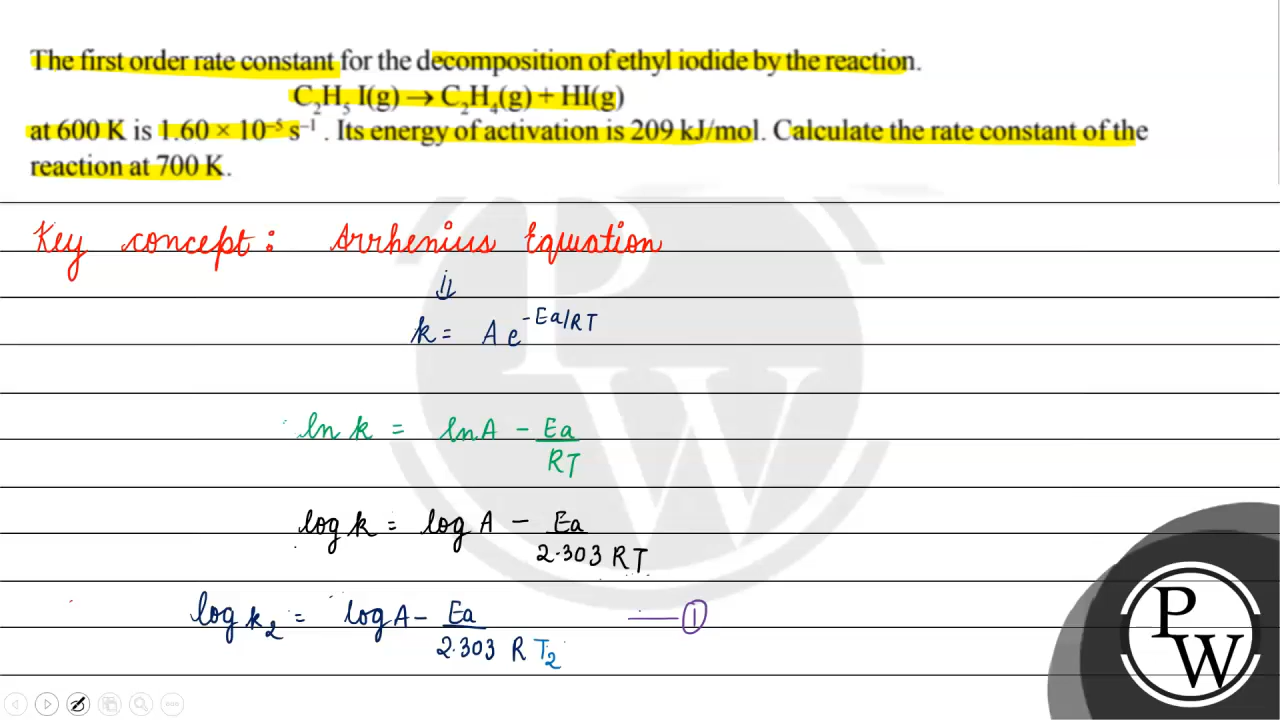 The first order rate constant for the decomposition of ethyl iodide by the reaction.
C₂H₅ I(g) → C₂H₄(g) + HI(g)
at 600 K is 1.60 × 10⁻⁵ s⁻¹ . Its energy of activation is 209 kJ/mol. Calculate the rate constant of the
reaction at 700 K.
Key concept: Arrhenius Equation
⇓
k = A e^(-Ea/RT)
ln k = ln A - Ea/RT
log k = log A - Ea/2.303 RT
log k₂ = log A - Ea/2.303 R T₂ —— ①
PW
PW